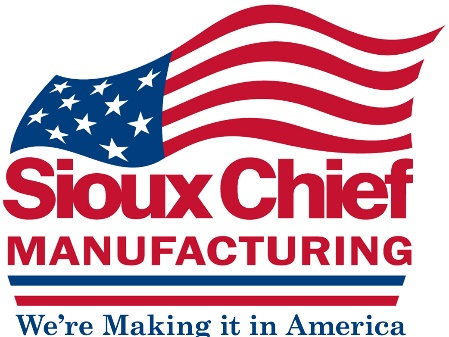 Sioux Chief
MANUFACTURING
We're Making it in America